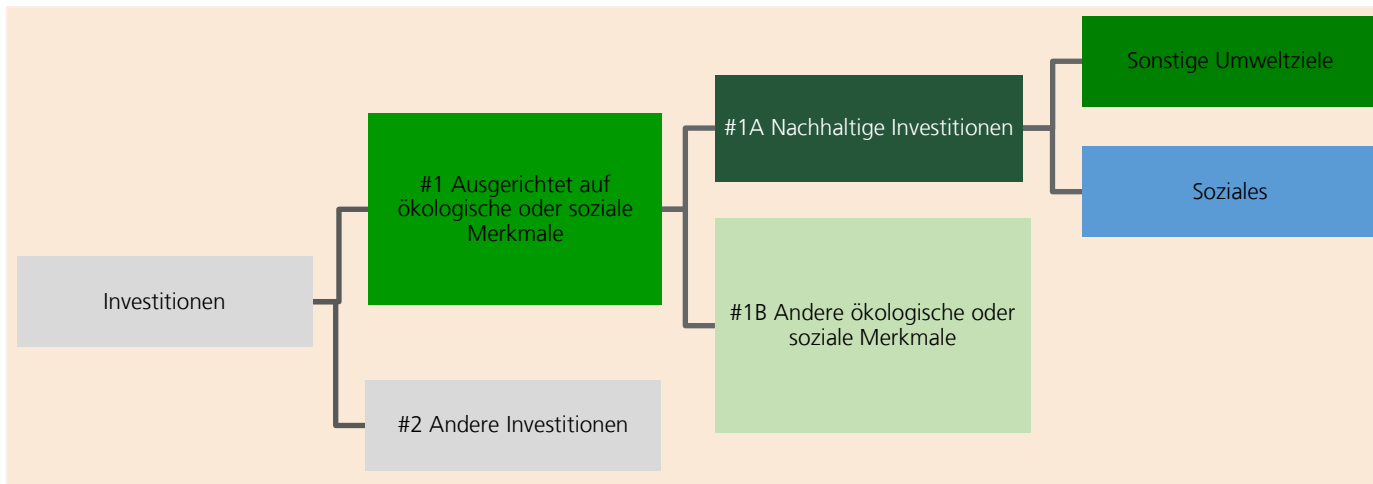 Investitionen
#1 Ausgerichtet auf
ökologische oder soziale
Merkmale
#2 Andere Investitionen
#1A Nachhaltige Investitionen
#1B Andere ökologische oder
soziale Merkmale
Sonstige Umweltziele
Soziales